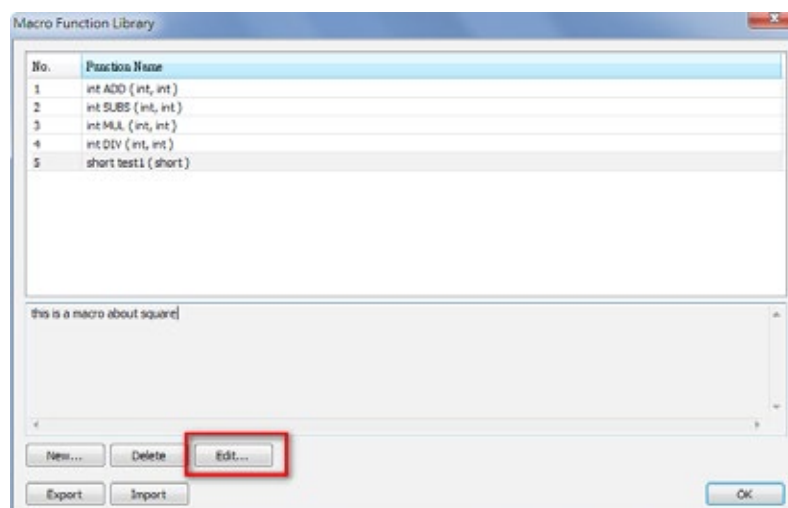 Macro Function Library
No. Function Name
1 int ADD ( int, int )
2 int SUBS ( int, int )
3 int MUL ( int, int )
4 int DIV ( int, int )
5 short test1 ( short )
this is a macro about square
New... Delete Edit...
Export Import OK